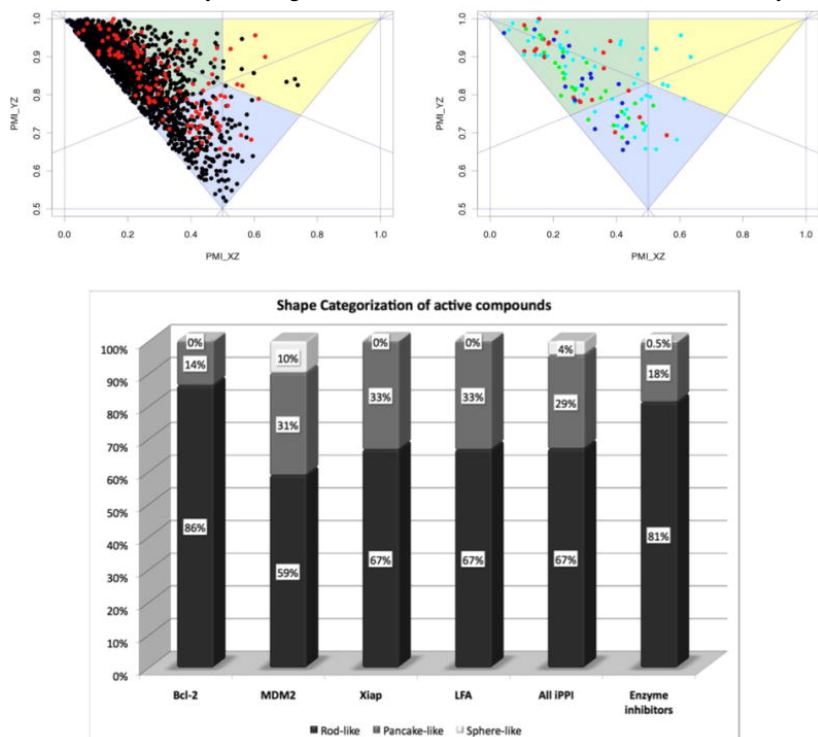 1.0
0.9
0.8
0.7
0.6
0.5
PMI_YZ
0.0 0.2 0.4 0.6 0.8 1.0
PMI_XZ
1.0
0.9
0.8
0.7
0.6
0.5
PMI_YZ
0.0 0.2 0.4 0.6 0.8 1.0
PMI_XZ
Shape Categorization of active compounds
100%
90%
80%
70%
60%
50%
40%
30%
20%
10%
0%
0% 10% 0% 0% 4% 0.5%
14% 31% 33% 33% 29% 18%
86% 59% 67% 67% 67% 81%
Bcl-2 MDM2 Xiap LFA All iPPI Enzyme
inhibitors
Rod-like Pancake-like Sphere-like